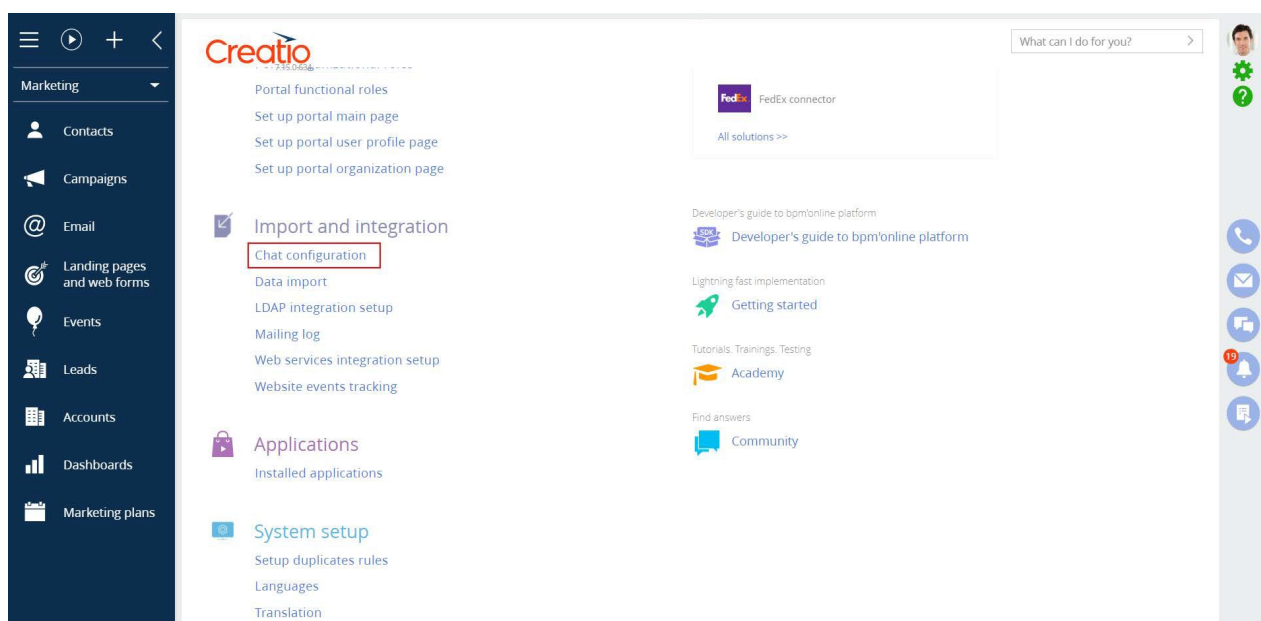 Marketing
Contacts
Campaigns
@ Email
Landing pages
and web forms
Events
Leads
Accounts
Dashboards
Marketing plans
Creatio
What can I do for you?
Portal functional roles
Set up portal main page
Set up portal user profile page
Set up portal organization page
Import and integration
Chat configuration
Data import
LDAP integration setup
Mailing log
Web services integration setup
Website events tracking
Applications
Installed applications
System setup
Setup duplicates rules
Languages
Translation
FedEx FedEx connector
All solutions >>
Developer's guide to bpm'online platform
SDK Developer's guide to bpm'online platform
Lightning fast implementation
Getting started
Tutorials. Trainings. Testing
Academy
Find answers
Community
?
19